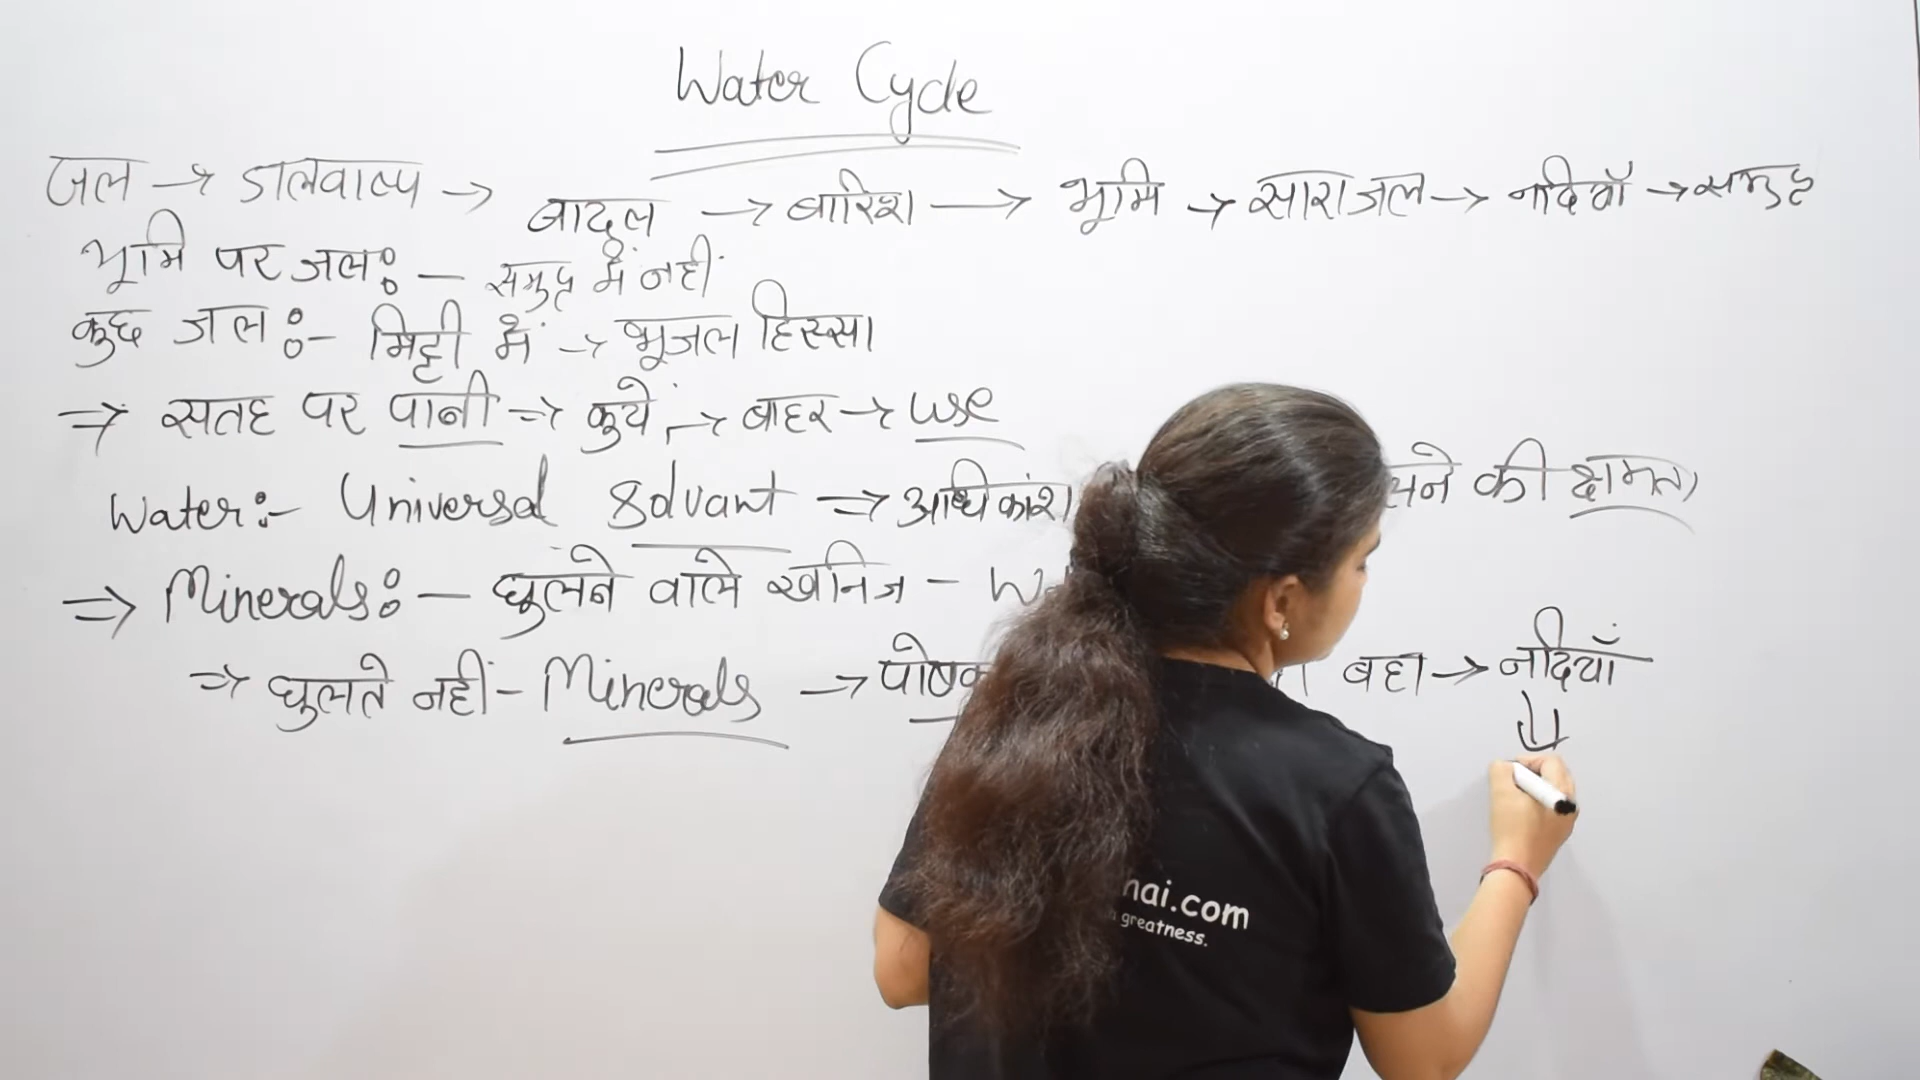 Water Cycle
जल → जलवाष्प → बादल → बारिश → भूमि → सारा जल → नदियाँ → समुद्र
भूमि पर जल :- समुद्र में नहीं
कुछ जल :- मिट्टी में → भूजल हिस्सा
⇒ सतह पर पानी ⇒ कुयें → बाहर → use
Water :- Universal Solvant ⇒ अधिकांश की क्षमता
⇒ Minerals :- घुलने वाले खनिज -
⇒ घुलते नहीं - Minerals → बहा → नदियाँ
⇓
nai.com
greatness.